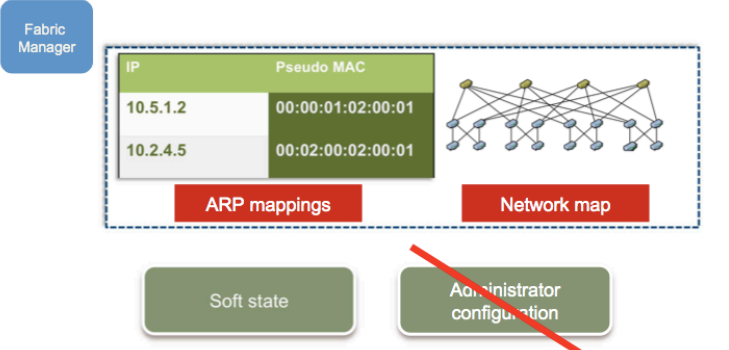 Fabric
Manager
IP Pseudo MAC
10.5.1.2 00:00:01:02:00:01
10.2.4.5 00:02:00:02:00:01
ARP mappings
Network map
Soft state
Administrator
configuration